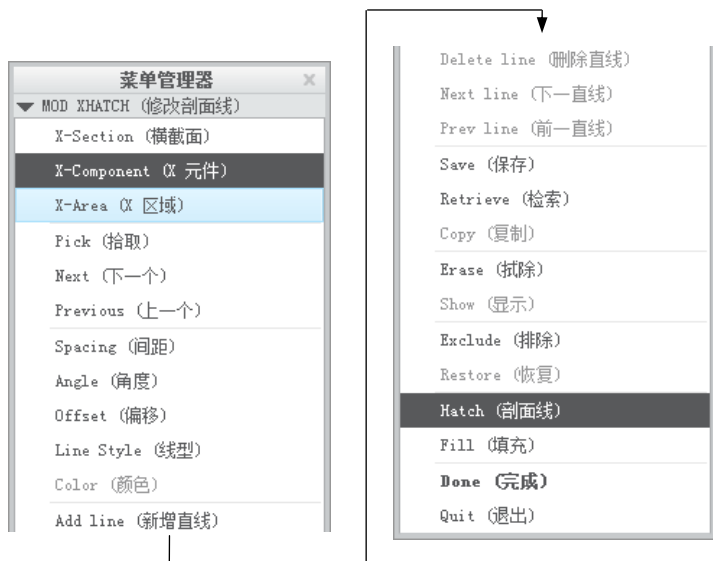 菜单管理器
MOD XHATCH (修改剖面线)
X-Section (横截面)
X-Component (X 元件)
X-Area (X 区域)
Pick (拾取)
Next (下一个)
Previous (上一个)
Spacing (间距)
Angle (角度)
Offset (偏移)
Line Style (线型)
Color (颜色)
Add line (新增直线)
Delete line (删除直线)
Next line (下一直线)
Prev line (前一直线)
Save (保存)
Retrieve (检索)
Copy (复制)
Erase (拭除)
Show (显示)
Exclude (排除)
Restore (恢复)
Hatch (剖面线)
Fill (填充)
Done (完成)
Quit (退出)